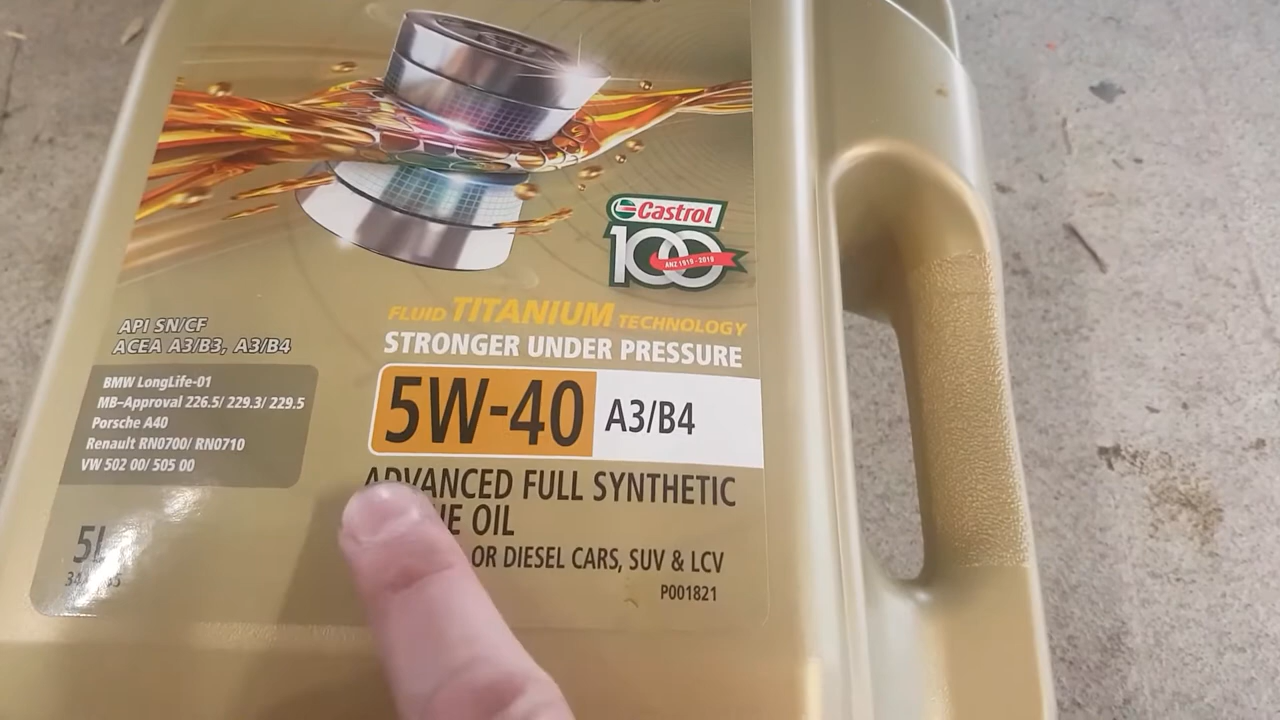 Castrol
100
ANZ 1919 - 2019
FLUID TITANIUM TECHNOLOGY
STRONGER UNDER PRESSURE
API SN/CF
ACEA A3/B3, A3/B4
BMW LongLife-01
MB-Approval 226.5/ 229.3/ 229.5
Porsche A40
Renault RN0700/ RN0710
VW 502 00/ 505 00
5W-40 A3/B4
ADVANCED FULL SYNTHETIC
OIL
OR DIESEL CARS, SUV & LCV
P001821
5L